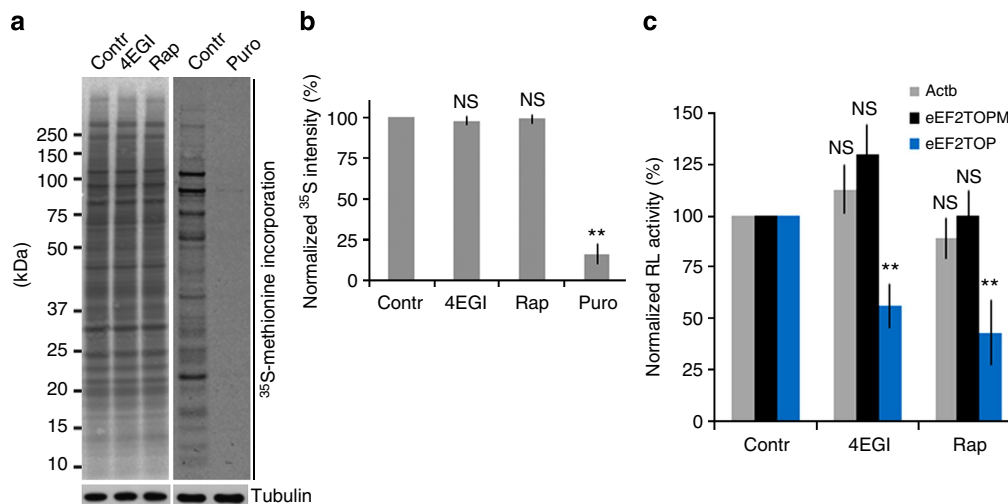 a
Contr
4EGI
Rap
Contr
Puro
250
150
100
75
50
37
25
20
15
10
(kDa)
³⁵S-methionine incorporation
Tubulin
b
Normalized ³⁵S intensity (%)
100
75
50
25
0
NS
NS
**
Contr
4EGI
Rap
Puro
c
Actb
eEF2TOPM
eEF2TOP
Normalized RL activity (%)
150
125
100
75
50
25
0
NS
NS
**
NS
NS
**
Contr
4EGI
Rap